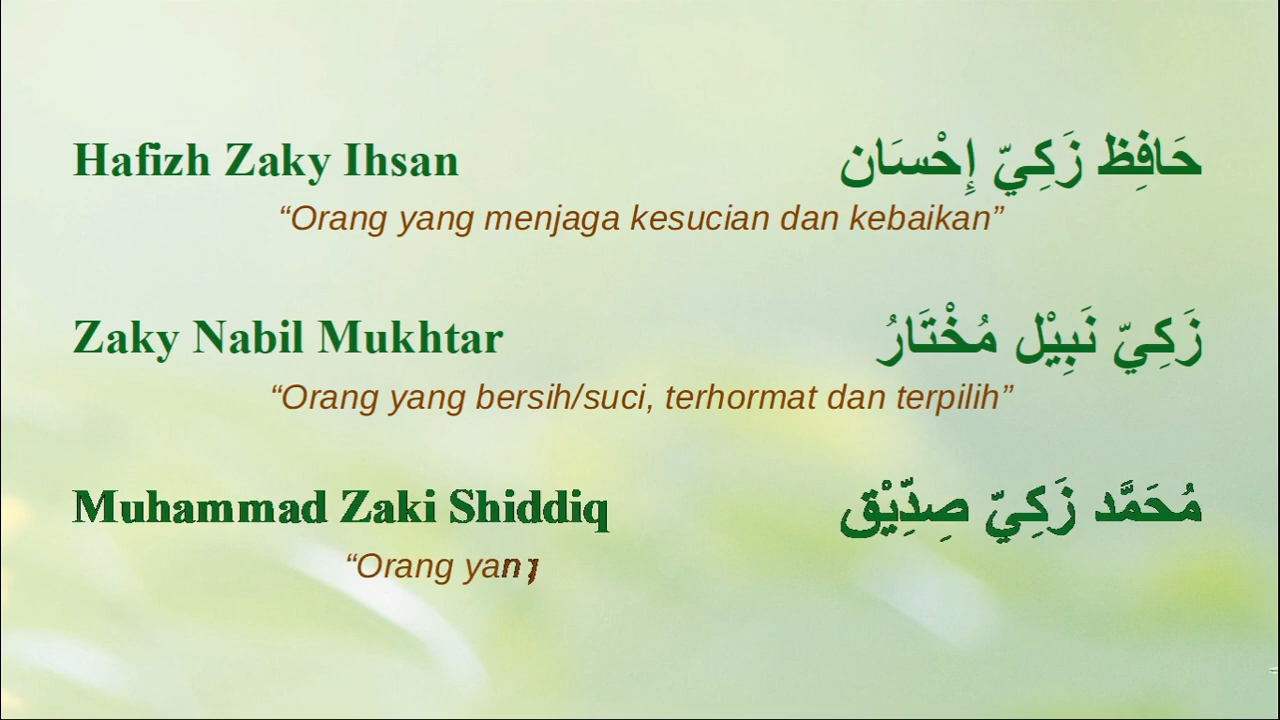 Hafizh Zaky Ihsan حَافِظ زَكِيّ إِحْسَان
“Orang yang menjaga kesucian dan kebaikan”
Zaky Nabil Mukhtar زَكِيّ نَبِيْل مُخْتَارُ
“Orang yang bersih/suci, terhormat dan terpilih”
Muhammad Zaki Shiddiq مُحَمَّد زَكِيّ صِدِّيْق
“Orang